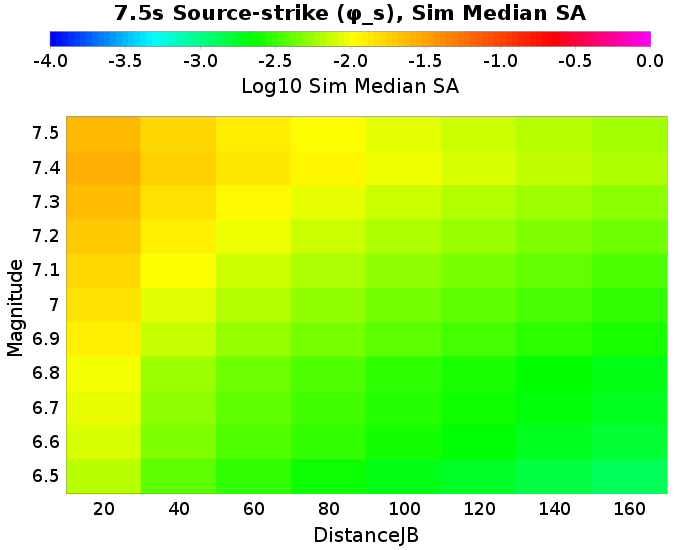 7.5s Source-strike (φ_s), Sim Median SA
-4.0 -3.5 -3.0 -2.5 -2.0 -1.5 -1.0 -0.5 0.0
Log10 Sim Median SA
Magnitude
7.5
7.4
7.3
7.2
7.1
7
6.9
6.8
6.7
6.6
6.5
20 40 60 80 100 120 140 160
DistanceJB